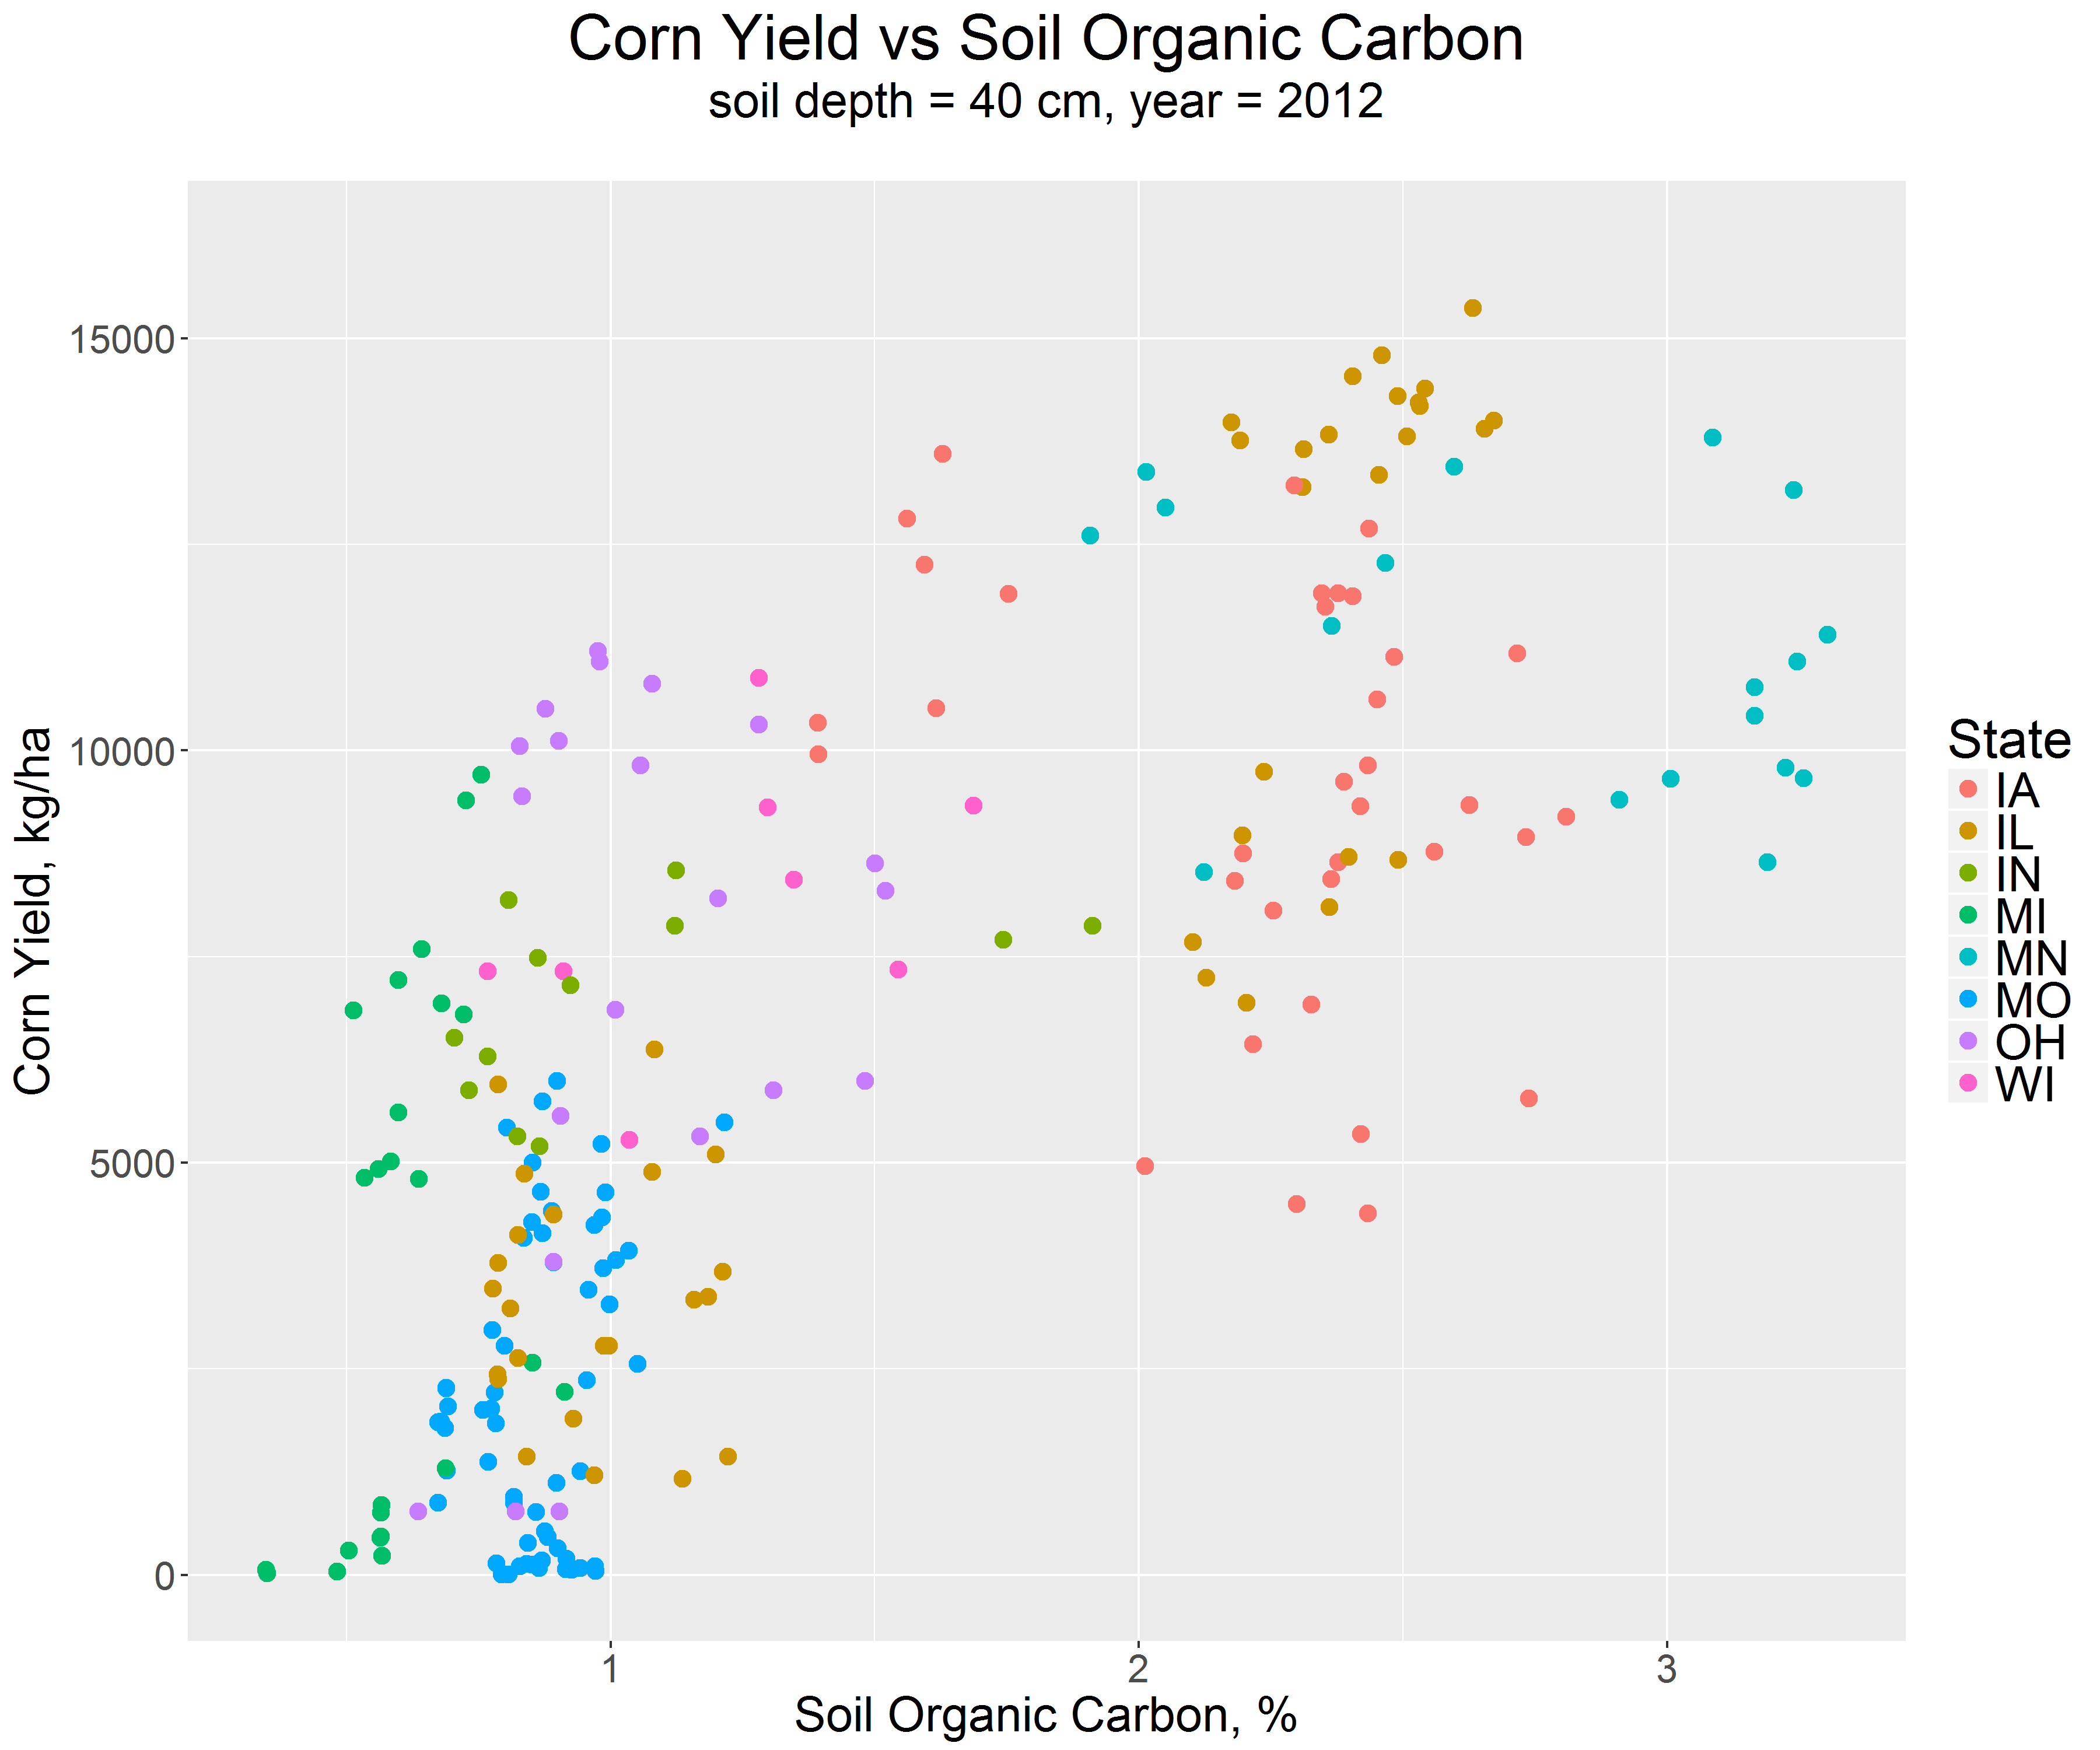 Corn Yield vs Soil Organic Carbon
soil depth = 40 cm, year = 2012
Corn Yield, kg/ha
15000
10000
5000
0
1
2
3
Soil Organic Carbon, %
State
IA
IL
IN
MI
MN
MO
OH
WI